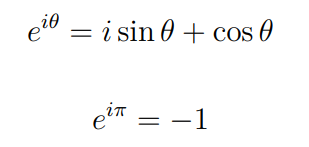 e^{iθ} = i sin θ + cos θ
e^{iπ} = −1